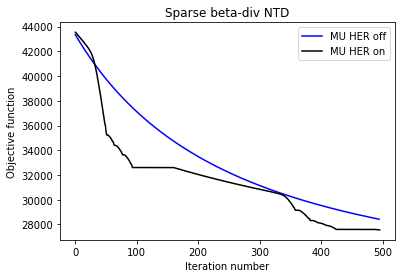 Sparse beta-div NTD
MU HER off
MU HER on
Objective function
44000
42000
40000
38000
36000
34000
32000
30000
28000
0 100 200 300 400 500
Iteration number